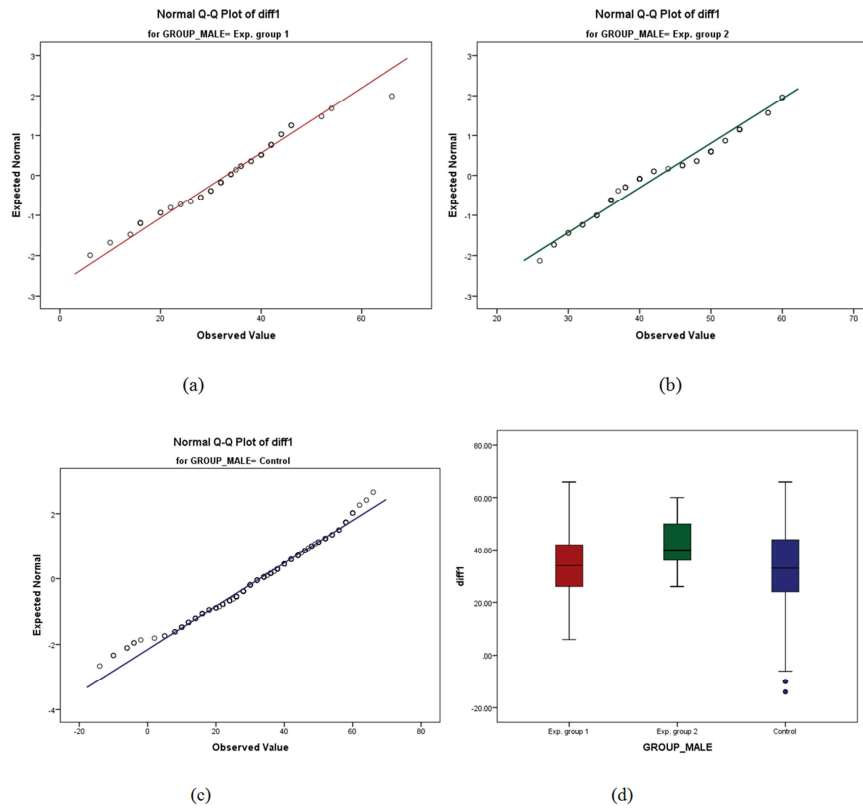 Normal Q-Q Plot of diff1
for GROUP_MALE= Exp. group 1
Expected Normal
3
2
1
0
-1
-2
-3
0 20 40 60
Observed Value
(a)
Normal Q-Q Plot of diff1
for GROUP_MALE= Exp. group 2
Expected Normal
3
2
1
0
-1
-2
-3
20 30 40 50 60 70
Observed Value
(b)
Normal Q-Q Plot of diff1
for GROUP_MALE= Control
Expected Normal
2
0
-2
-4
-20 0 20 40 60 80
Observed Value
(c)
diff1
80.00
60.00
40.00
20.00
.00
-20.00
Exp. group 1 Exp. group 2 Control
GROUP_MALE
(d)